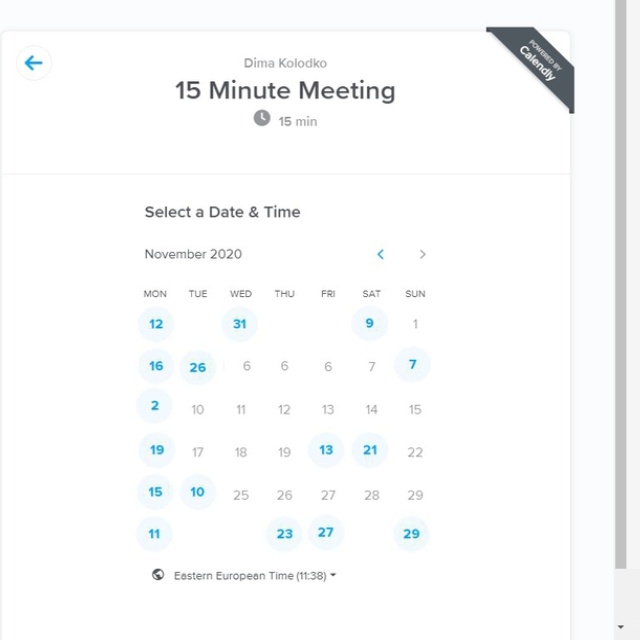 POWERED BY
Calendly
Dima Kolodko
15 Minute Meeting
15 min
Select a Date & Time
November 2020
MON TUE WED THU FRI SAT SUN
12 31 9 1
16 26 6 6 6 7 7
2 10 11 12 13 14 15
19 17 18 19 13 21 22
15 10 25 26 27 28 29
11 23 27 29
Eastern European Time (11:38)